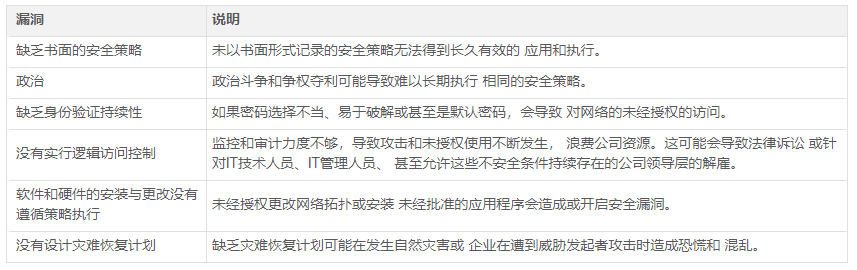 漏洞 说明
缺乏书面的安全策略 未以书面形式记录的安全策略无法得到长久有效的 应用和执行。
政治 政治斗争和争权夺利可能导致难以长期执行 相同的安全策略。
缺乏身份验证持续性 如果密码选择不当、易于破解或甚至是默认密码，会导致 对网络的未经授权的访问。
没有实行逻辑访问控制
监控和审计力度不够，导致攻击和未授权使用不断发生， 浪费公司资源。这可能会导致法律诉讼 或针
对IT技术人员、IT管理人员、 甚至允许这些不安全条件持续存在的公司领导层的解雇。
软件和硬件的安装与更改没有
遵循策略执行
未经授权更改网络拓扑或安装 未经批准的应用程序会造成或开启安全漏洞。
没有设计灾难恢复计划 缺乏灾难恢复计划可能在发生自然灾害或 企业在遭到威胁发起者攻击时造成恐慌和 混乱。